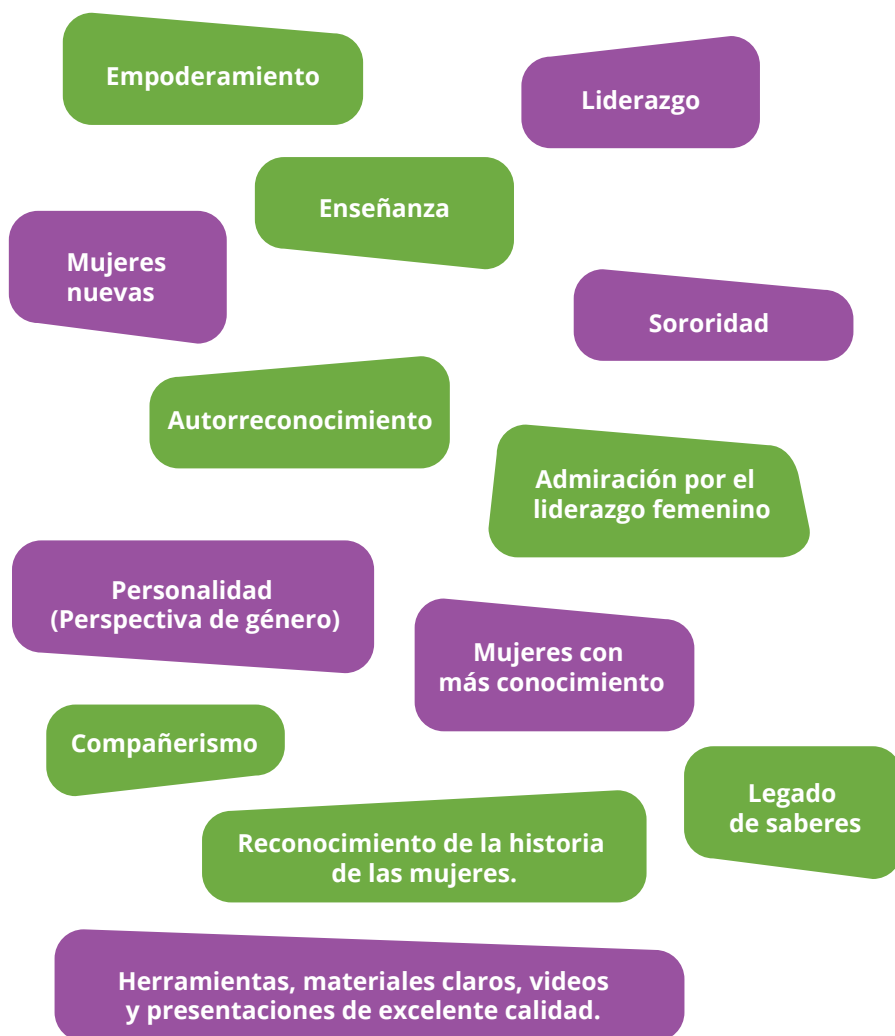 Empoderamiento
Liderazgo
Enseñanza
Mujeres
nuevas
Sororidad
Autorreconocimiento
Admiración por el
liderazgo femenino
Personalidad
(Perspectiva de género)
Mujeres con
más conocimiento
Compañerismo
Legado
de saberes
Reconocimiento de la historia
de las mujeres.
Herramientas, materiales claros, videos
y presentaciones de excelente calidad.